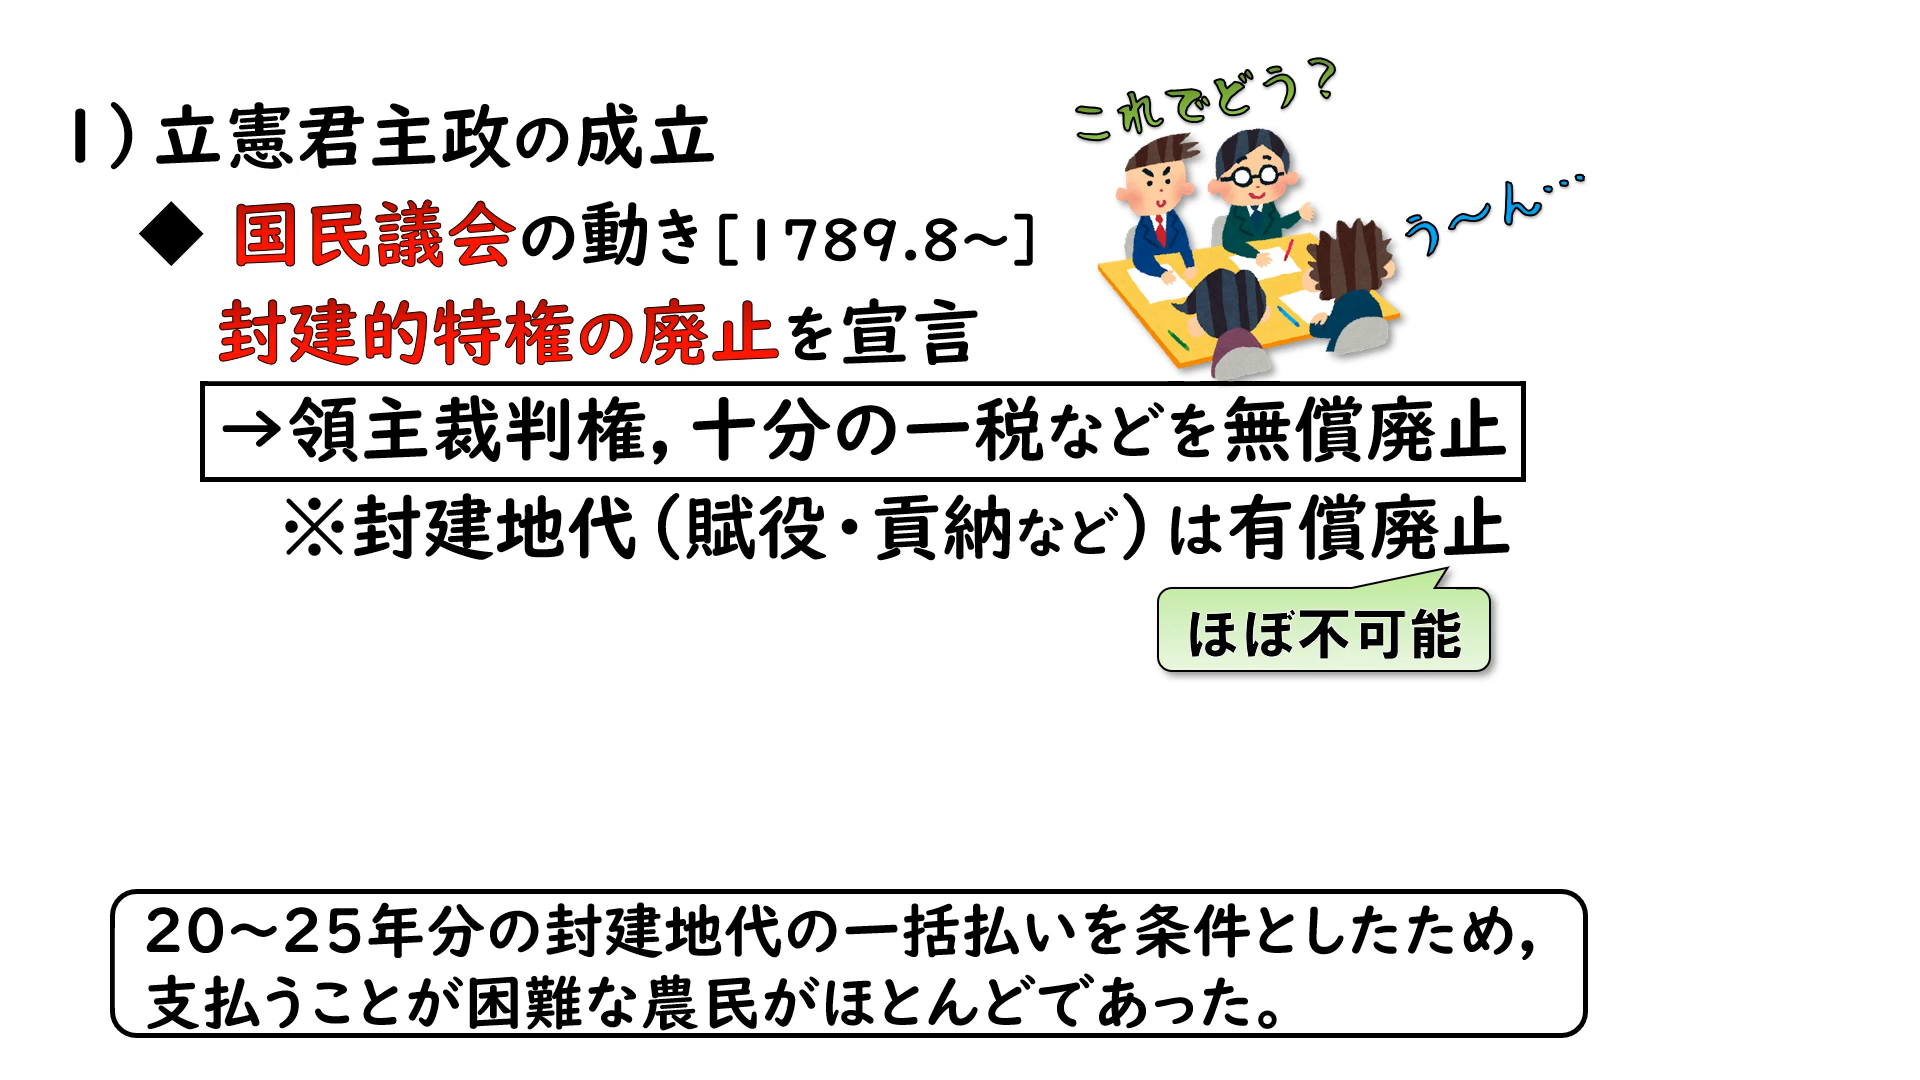 1）立憲君主政の成立
これでどう？
う～ん…
◆ 国民議会の動き[1789.8～]
封建的特権の廃止を宣言
→領主裁判権，十分の一税などを無償廃止
※封建地代（賦役・貢納など）は有償廃止
ほぼ不可能
20～25年分の封建地代の一括払いを条件としたため，
支払うことが困難な農民がほとんどであった。